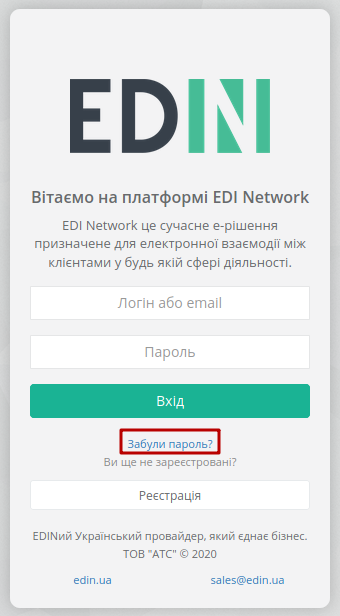 EDIN
Вітаємо на платформі EDI Network
EDI Network це сучасне е-рішення
призначене для електронної взаємодії між
клієнтами у будь якій сфері діяльності.
Логін або email
Пароль
Вхід
Забули пароль?
Ви ще не зареєстровані?
Реєстрація
EDINий Український провайдер, який єднає бізнес.
ТОВ "АТС" © 2020
edin.ua sales@edin.ua